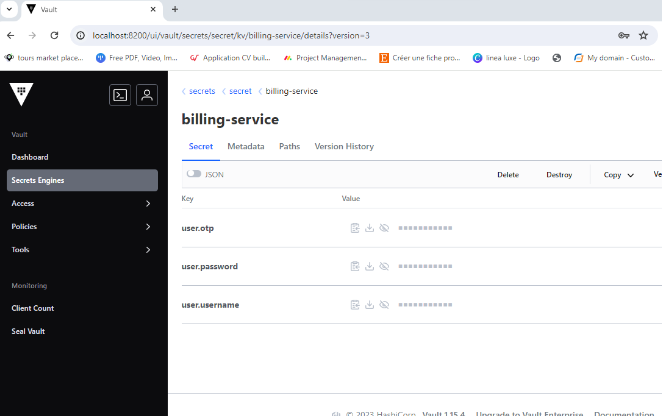 Vault
localhost:8200/ui/vault/secrets/secret/kv/billing-service/details?version=3
tours market place... Free PDF, Video, Im... Application CV buil... Project Managemen... Créer une fiche pro... linea luxe - Logo My domain - Custo...
secrets secret billing-service
billing-service
Secret Metadata Paths Version History
JSON Delete Destroy Copy Ve
Key Value
user.otp
user.password
user.username
Vault
Dashboard
Secrets Engines
Access
Policies
Tools
Monitoring
Client Count
Seal Vault
© 2023 HashiCorp Vault 1.15.4 Upgrade to Vault Enterprise Documentation